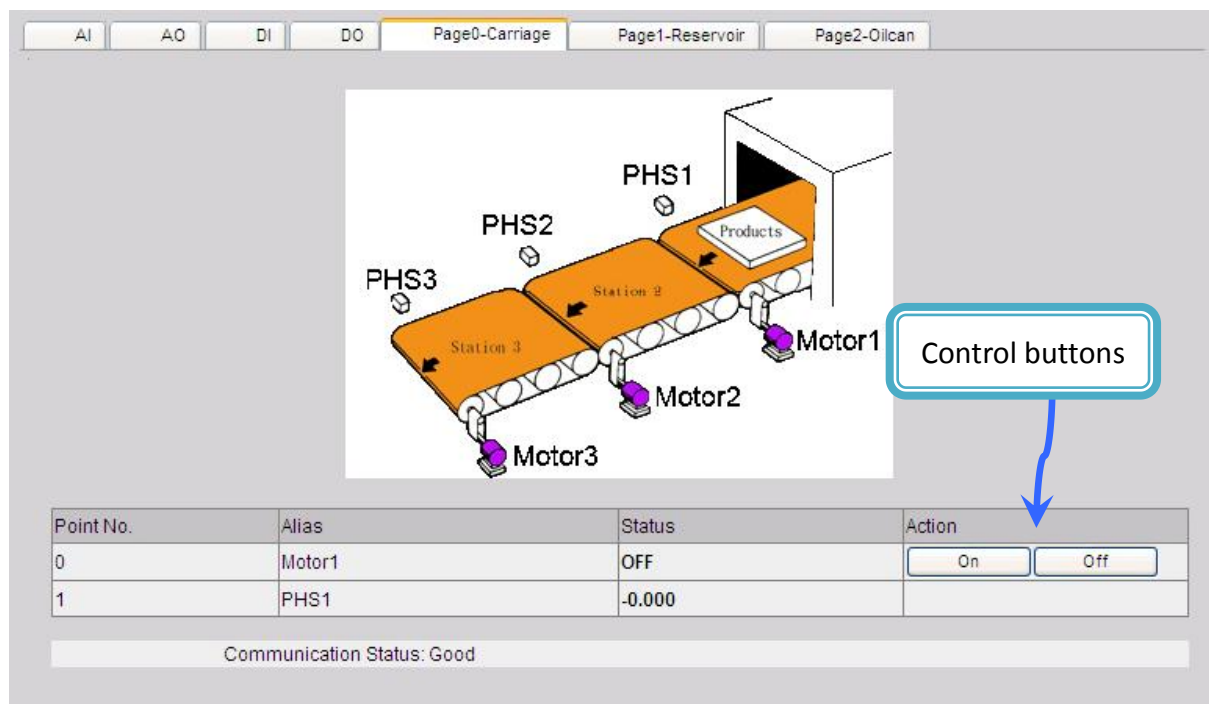 AI AO DI DO Page0-Carriage Page1-Reservoir Page2-Oilcan
PHS1
PHS2
Products
PHS3
Station 2
Station 3
Motor1
Control buttons
Motor2
Motor3
Point No. Alias Status Action
0 Motor1 OFF On Off
1 PHS1 -0.000
Communication Status: Good